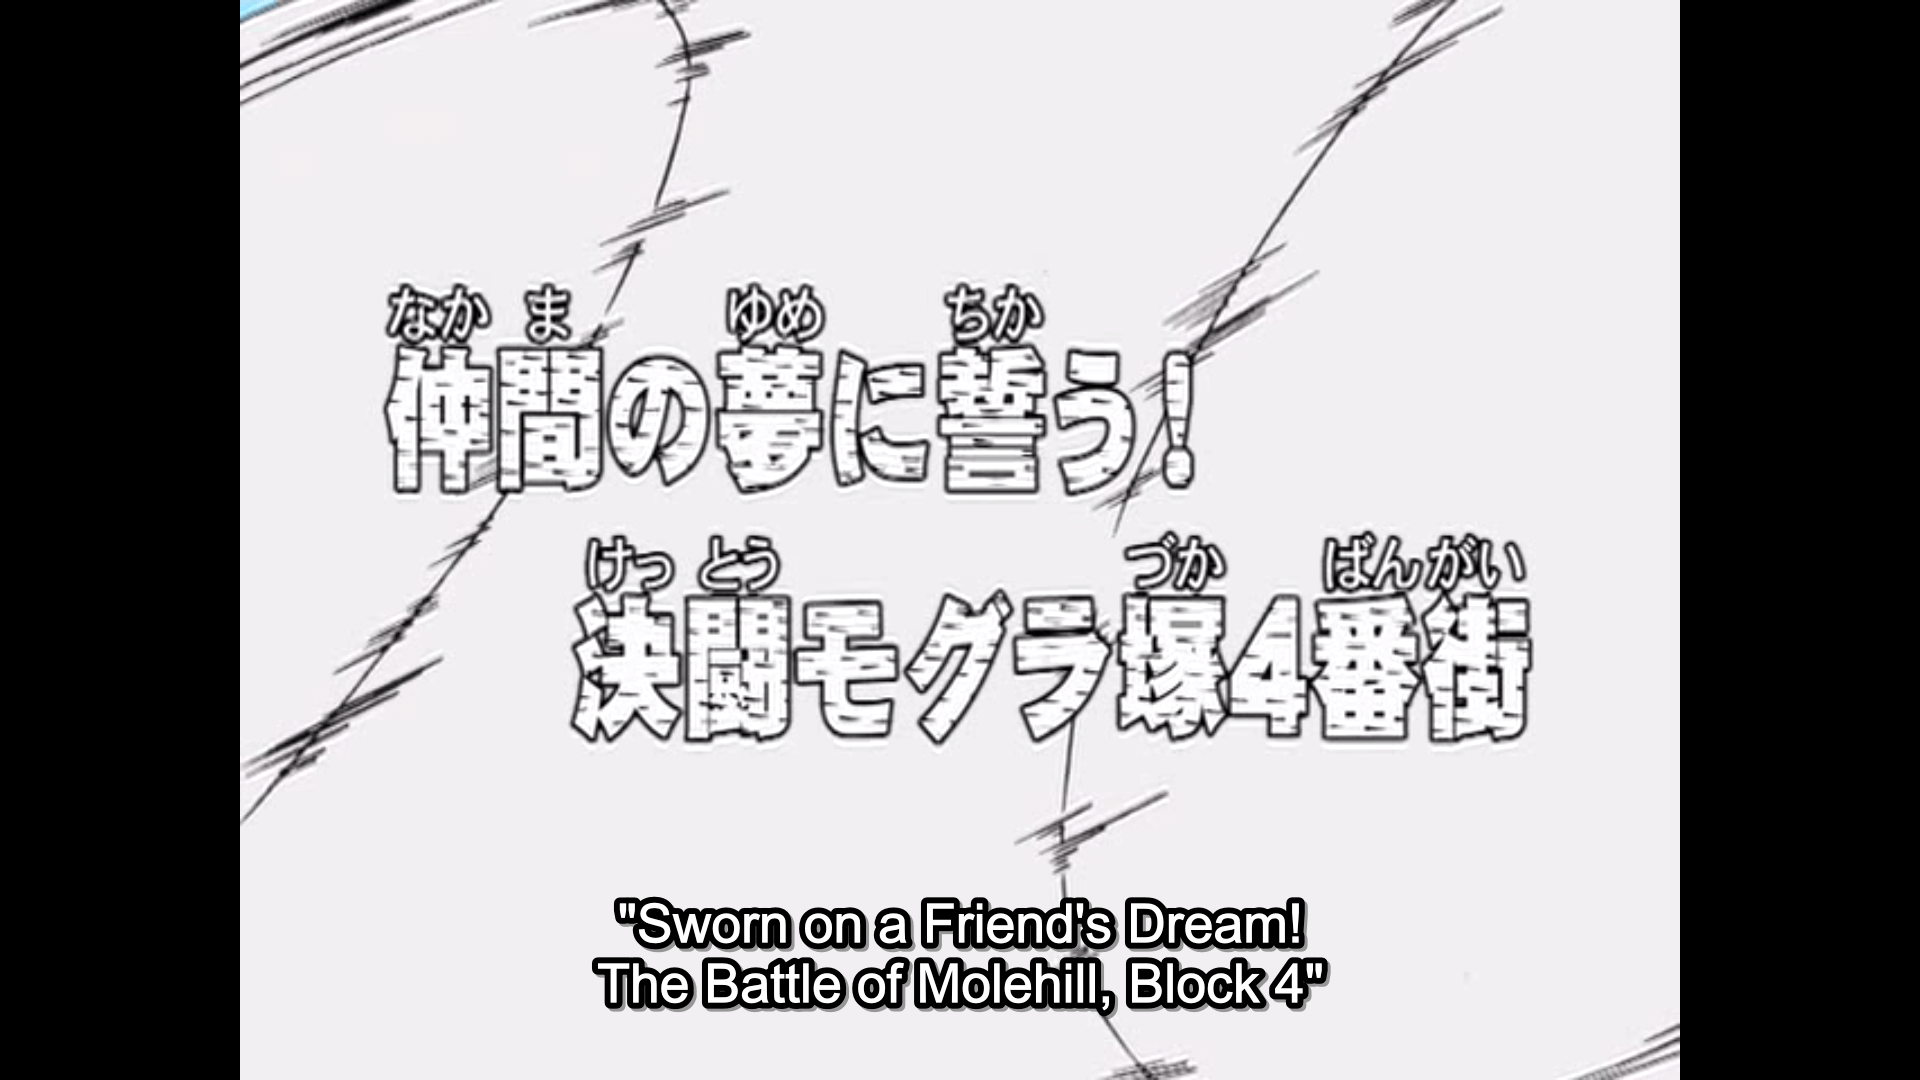 なか ま ゆめ ちか
仲間の夢に誓う!
けっ とう づか ばんがい
決闘モグラ塚4番街
"Sworn on a Friend's Dream!
The Battle of Molehill, Block 4"